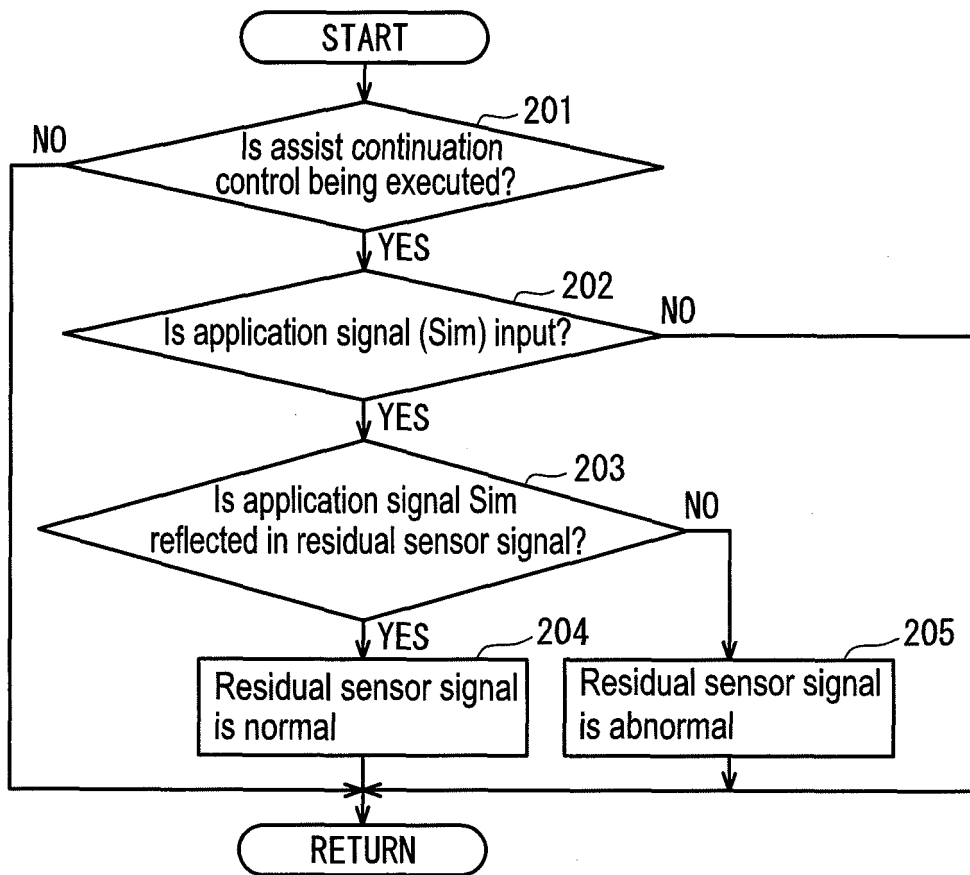 START
201
NO
Is assist continuation
control being executed?
YES
202
Is application signal (Sim) input?
NO
YES
203
Is application signal Sim
reflected in residual sensor signal?
NO
YES
204
Residual sensor signal
is normal
205
Residual sensor signal
is abnormal
RETURN